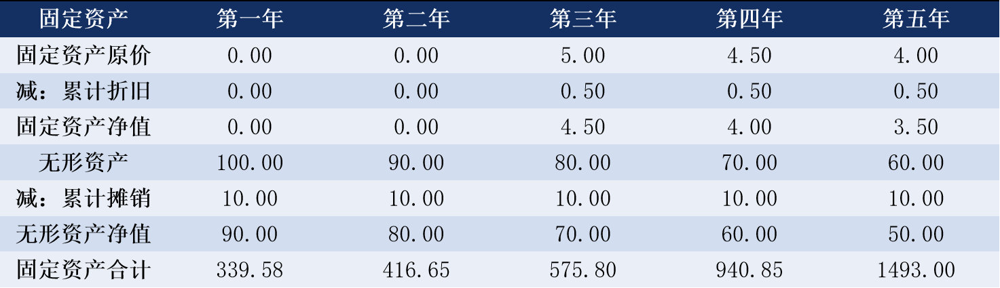 固定资产 第一年 第二年 第三年 第四年 第五年
固定资产原价 0.00 0.00 5.00 4.50 4.00
减：累计折旧 0.00 0.00 0.50 0.50 0.50
固定资产净值 0.00 0.00 4.50 4.00 3.50
无形资产 100.00 90.00 80.00 70.00 60.00
减：累计摊销 10.00 10.00 10.00 10.00 10.00
无形资产净值 90.00 80.00 70.00 60.00 50.00
固定资产合计 339.58 416.65 575.80 940.85 1493.00